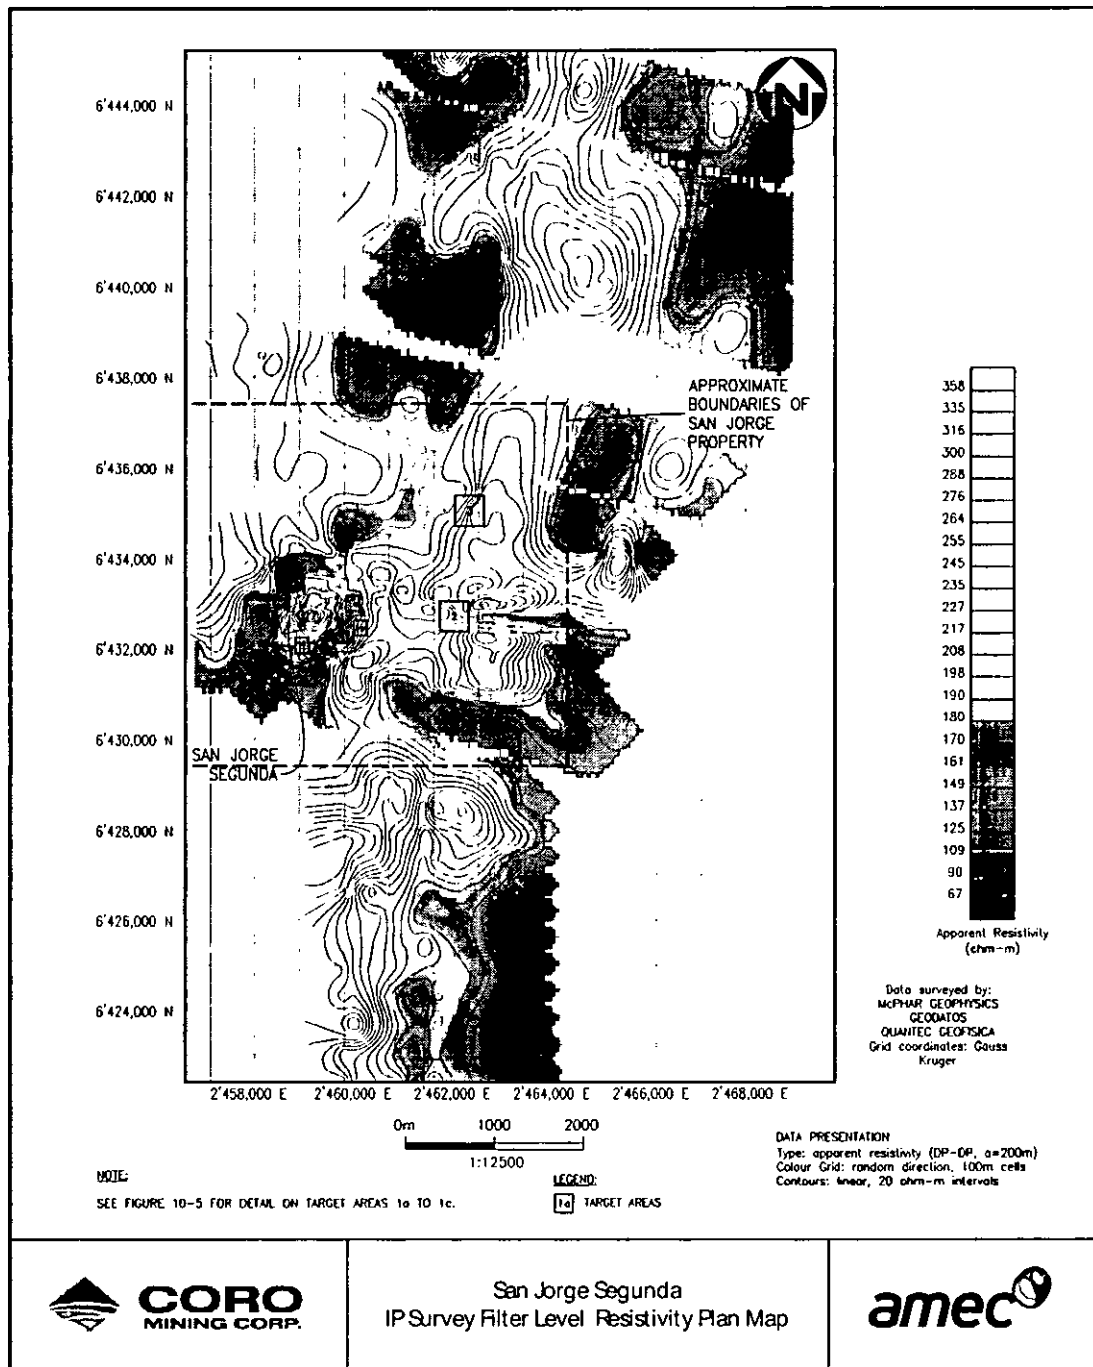 6'444,000 N
6'442,000 N
6'440,000 N
6'438,000 N
6'436,000 N
6'434,000 N
6'432,000 N
6'430,000 N
6'428,000 N
6'426,000 N
6'424,000 N
N
APPROXIMATE
BOUNDARIES OF
SAN JORGE
PROPERTY
SAN JORGE
SEGUNDA
358
335
316
300
288
276
264
255
245
235
227
217
208
198
190
180
170
161
149
137
125
109
90
67
Apparent Resistivity
(ohm-m)
Data surveyed by:
McPHAR GEOPHYSICS
GEODATOS
QUANTEC GEOFISICA
Grid coordinates: Gauss
Kruger
2'458,000 E
2'460,000 E
2'462,000 E
2'464,000 E
2'466,000 E
2'468,000 E
0m 1000 2000
1:12500
DATA PRESENTATION
Type: apparent resistivity (DP-DP, a=200m)
Colour Grid: random direction, 100m cells
Contours: linear, 20 ohm-m intervals
NOTE:
SEE FIGURE 10-5 FOR DETAIL ON TARGET AREAS 1a TO 1c.
LEGEND:
1a TARGET AREAS
CORO
MINING CORP.
San Jorge Segunda
IP Survey Filter Level Resistivity Plan Map
amec